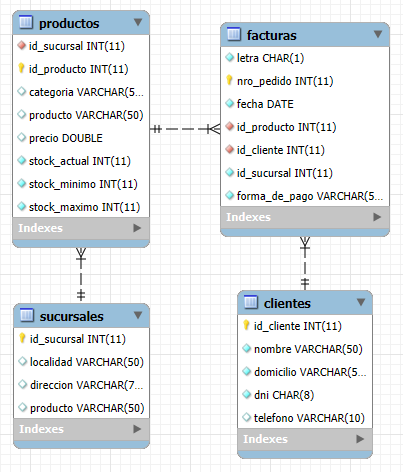 productos
id_sucursal INT(11)
id_producto INT(11)
categoria VARCHAR(5...
producto VARCHAR(50)
precio DOUBLE
stock_actual INT(11)
stock_minimo INT(11)
stock_maximo INT(11)
Indexes
facturas
letra CHAR(1)
nro_pedido INT(11)
fecha DATE
id_producto INT(11)
id_cliente INT(11)
id_sucursal INT(11)
forma_de_pago VARCHAR(5...
Indexes
sucursales
id_sucursal INT(11)
localidad VARCHAR(50)
direccion VARCHAR(7...
producto VARCHAR(50)
Indexes
clientes
id_cliente INT(11)
nombre VARCHAR(50)
domicilio VARCHAR(5...
dni CHAR(8)
telefono VARCHAR(10)
Indexes